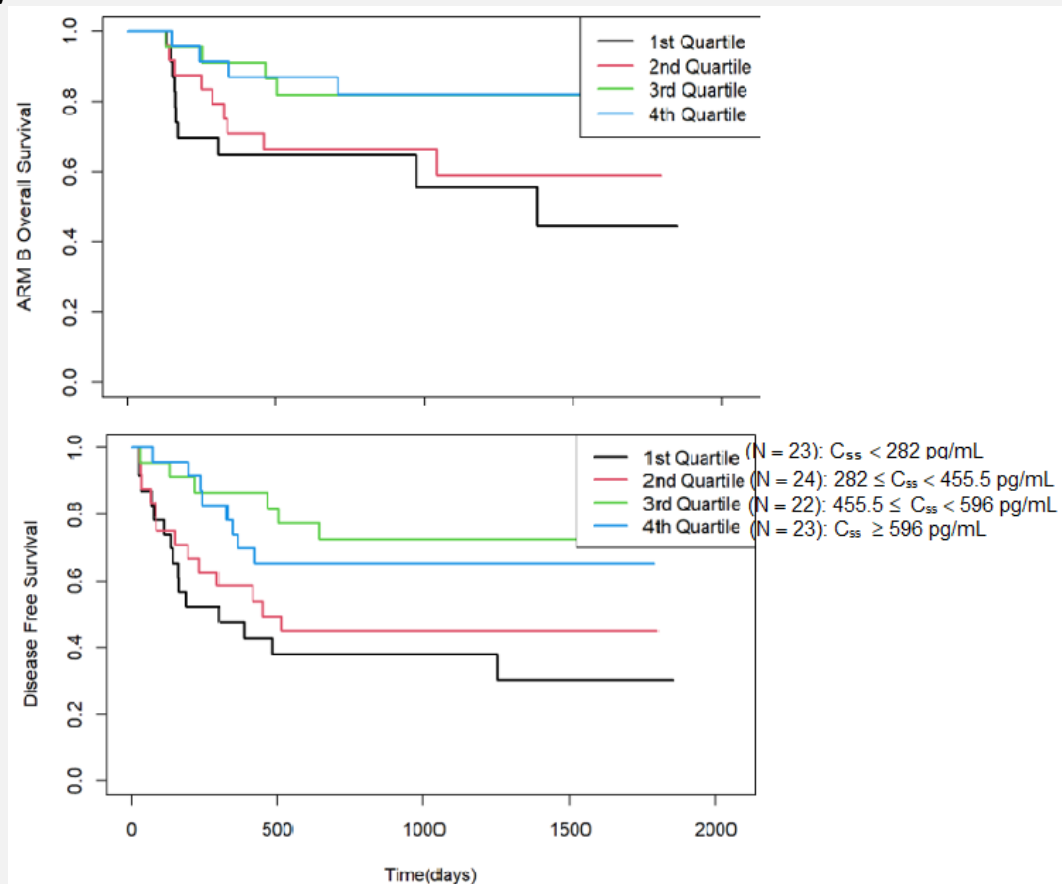 1.0
0.8
0.6
0.4
0.2
0.0
ARM B Overall Survival
1st Quartile
2nd Quartile
3rd Quartile
4th Quartile
1.0
0.8
0.6
0.4
0.2
0.0
Disease Free Survival
1st Quartile (N = 23): Css < 282 pg/mL
2nd Quartile (N = 24): 282 ≤ Css < 455.5 pg/mL
3rd Quartile (N = 22): 455.5 ≤ Css < 596 pg/mL
4th Quartile (N = 23): Css ≥ 596 pg/mL
0 500 1000 1500 2000
Time(days)